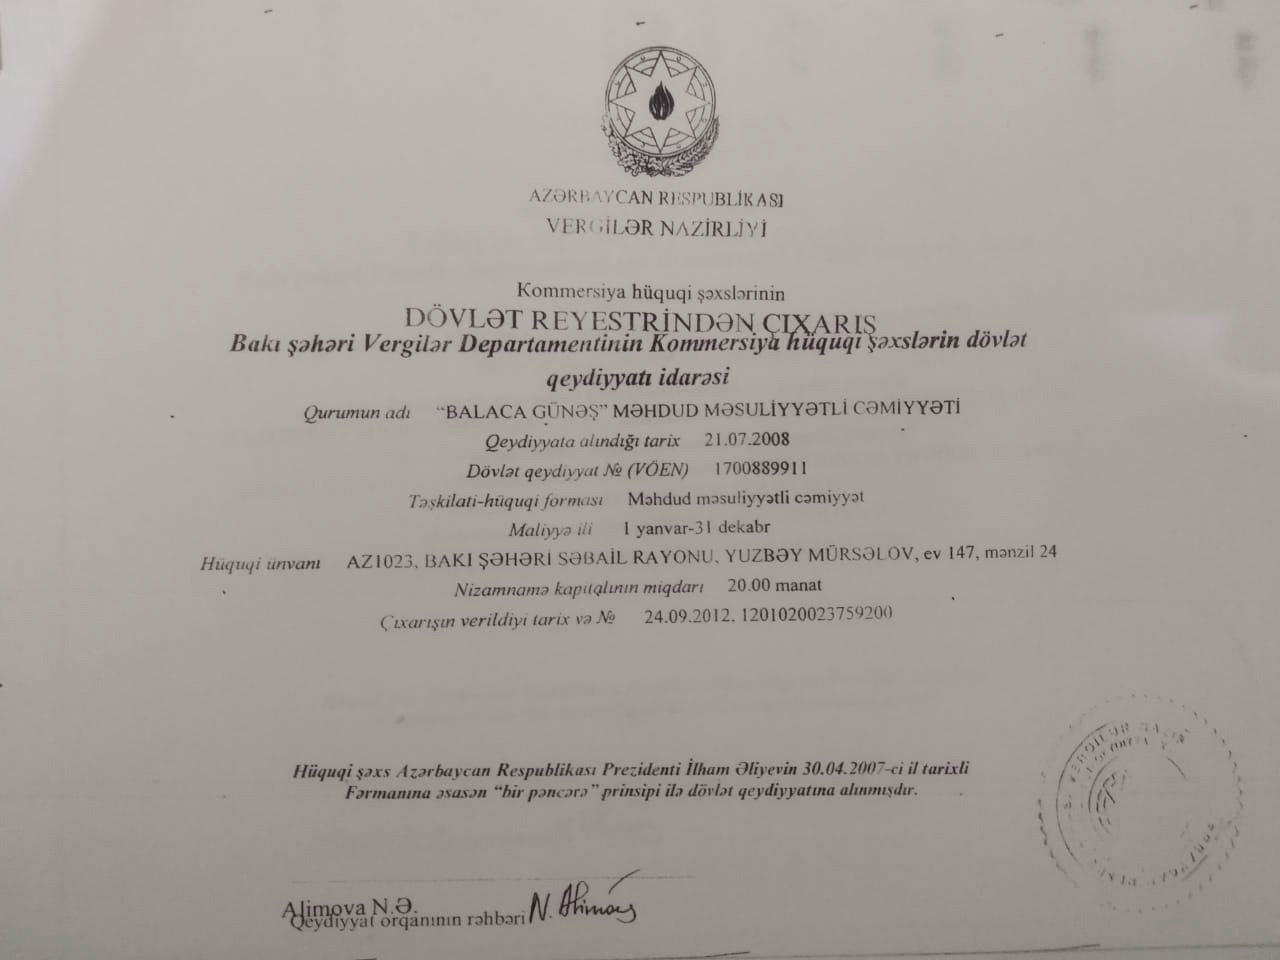 AZƏRBAYCAN RESPUBLİKASI
VERGİLƏR NAZİRLİYİ
Kommersiya hüquqi şəxslərinin
DÖVLƏT REYESTRİNDƏN ÇIXARIŞ
Bakı şəhəri Vergilər Departamentinin Kommersiya hüquqi şəxslərin dövlət
qeydiyyatı idarəsi
Qurumun adı “BALACA GÜNƏŞ” MƏHDUD MƏSULİYYƏTLİ CƏMİYYƏTİ
Qeydiyyata alındığı tarix 21.07.2008
Dövlət qeydiyyat № (VÖEN) 1700889911
Təşkilati-hüquqi forması Məhdud məsuliyyətli cəmiyyət
Maliyyə ili 1 yanvar-31 dekabr
Hüquqi ünvanı AZ1023, BAKI ŞƏHƏRİ SƏBAİL RAYONU, YUZBƏY MÜRSƏLOV, ev 147, mənzil 24
Nizamnamə kapitalının miqdarı 20.00 manat
Çıxarışın verildiyi tarix və № 24.09.2012. 1201020023759200
Hüquqi şəxs Azərbaycan Respublikası Prezidenti İlham Əliyevin 30.04.2007-ci il tarixli
Fərmanına əsasən “bir pəncərə” prinsipi ilə dövlət qeydiyyatına alınmışdır.
Alimova N.Ə.
Qeydiyyat orqanının rəhbəri N. Alimov